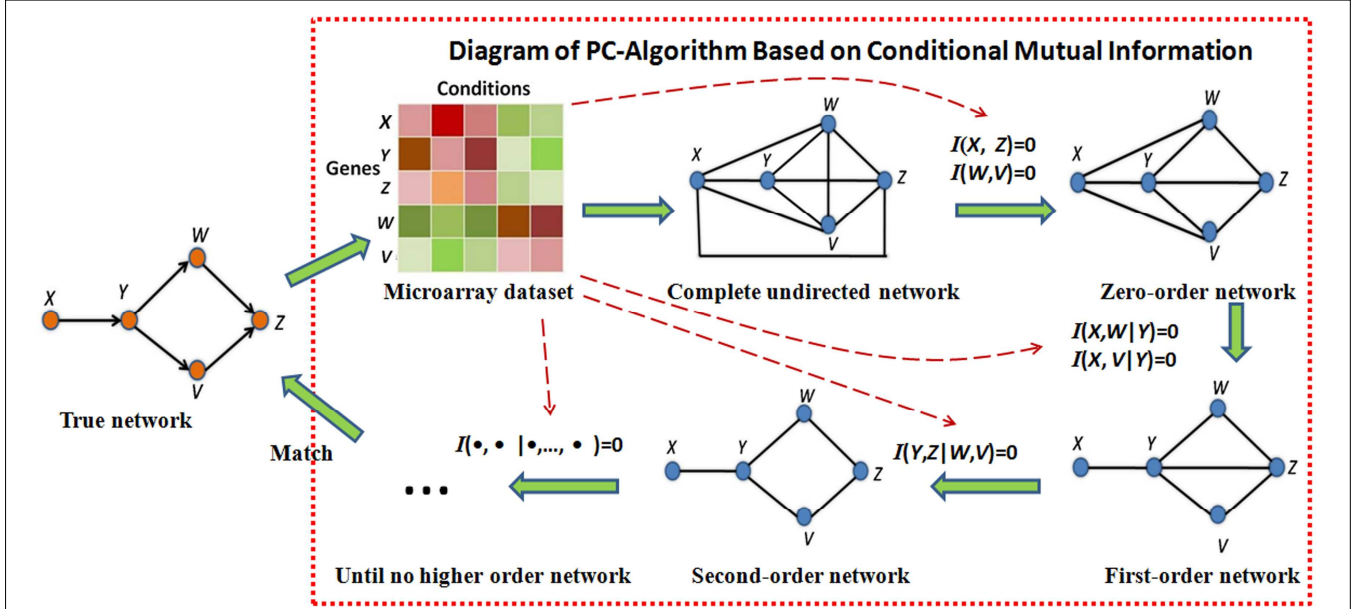 Diagram of PC-Algorithm Based on Conditional Mutual Information
Conditions
Genes
X
Y
Z
W
V
Microarray dataset
X
Y
W
V
Z
Complete undirected network
I(X, Z)=0
I(W,V)=0
X
Y
W
V
Z
Zero-order network
X
Y
W
V
Z
True network
Match
I(X,W|Y)=0
I(X,V|Y)=0
X
Y
W
V
Z
First-order network
I(Y,Z|W,V)=0
X
Y
W
V
Z
Second-order network
I(•, • |•,..., • )=0
...
Until no higher order network